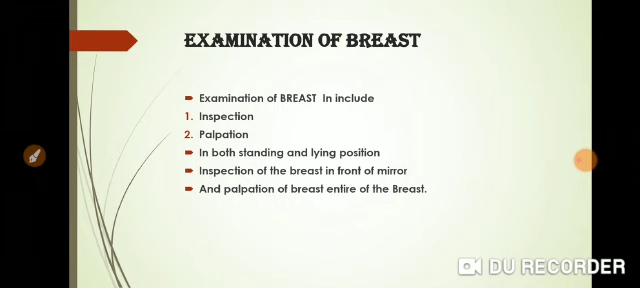 EXAMINATION OF BREAST
Examination of BREAST In include
1. Inspection
2. Palpation
In both standing and lying position
Inspection of the breast in front of mirror
And palpation of breast entire of the Breast.
DU RECORDER